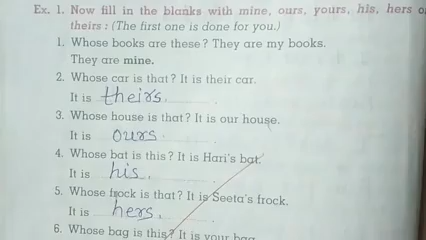 Ex. 1. Now fill in the blanks with mine, ours, yours, his, hers o
theirs : (The first one is done for you.)
1. Whose books are these? They are my books.
They are mine.
2. Whose car is that? It is their car.
It is theirs.
3. Whose house is that? It is our house.
It is ours
4. Whose bat is this? It is Hari's bat.
It is his.
5. Whose frock is that? It is Seeta's frock.
It is hers.
6. Whose bag is this? It is your bag